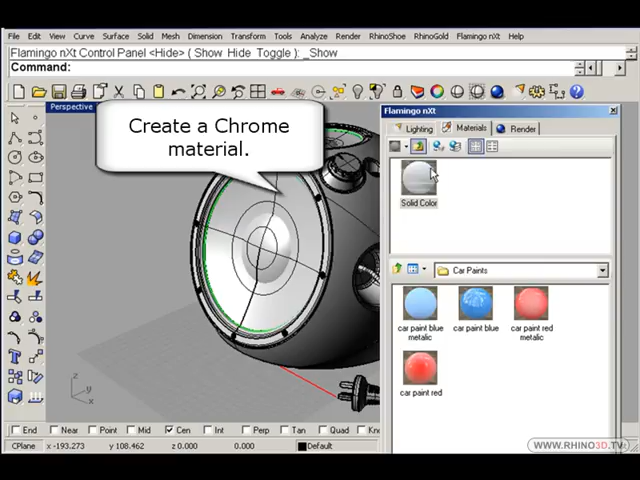 File Edit View Curve Surface Solid Mesh Dimension Transform Tools Analyze Render RhinoShoe RhinoGold Flamingo nXt Help
Flamingo nXt Control Panel <Hide> ( Show Hide Toggle ): _Show
Command:
Perspective
Flamingo nXt
Create a Chrome
material.
Lighting Materials Render
Solid Color
Car Paints
car paint blue
metalic
car paint blue
car paint red
metalic
car paint red
z
y
x
End Near Point Mid Cen Int Perp Tan Quad Kn
CPlane x -193.273 y 108.462 z 0.000 0.000 Default
WWW.RHINO3D.TV